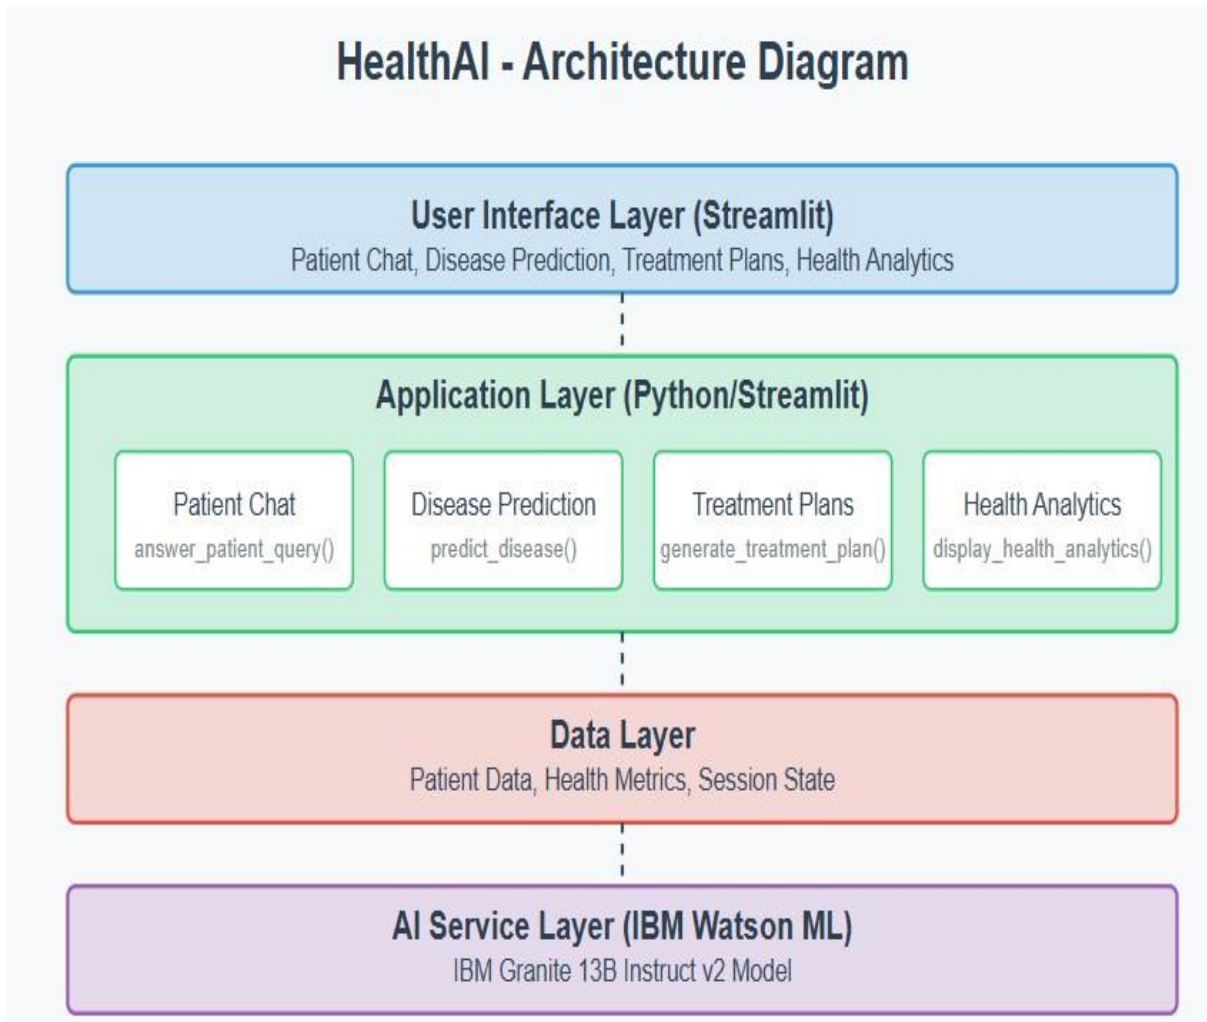 HealthAI - Architecture Diagram
User Interface Layer (Streamlit)
Patient Chat, Disease Prediction, Treatment Plans, Health Analytics
Application Layer (Python/Streamlit)
Patient Chat
answer_patient_query()
Disease Prediction
predict_disease()
Treatment Plans
generate_treatment_plan()
Health Analytics
display_health_analytics()
Data Layer
Patient Data, Health Metrics, Session State
AI Service Layer (IBM Watson ML)
IBM Granite 13B Instruct v2 Model